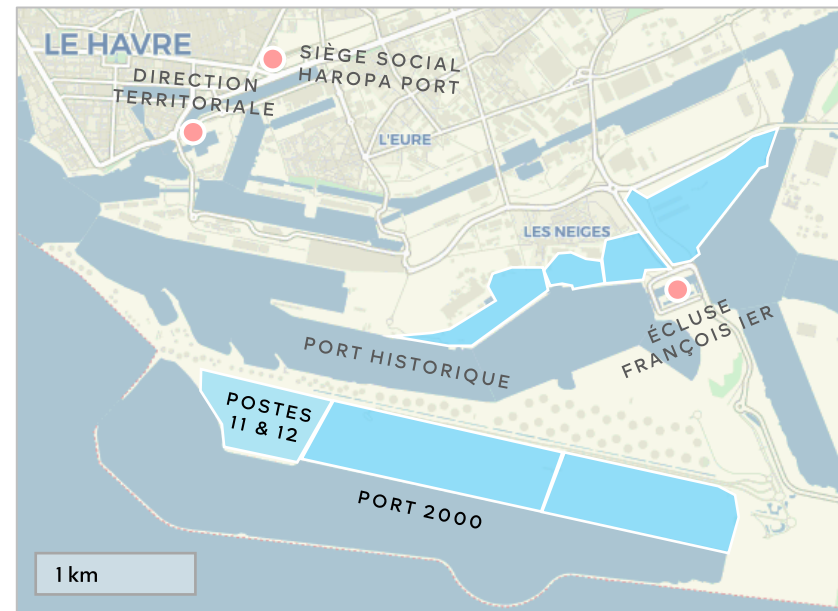 LE HAVRE
SIÈGE SOCIAL
HAROPA PORT
DIRECTION
TERRITORIALE
L'EURE
LES NEIGES
ÉCLUSE
FRANÇOIS IER
PORT HISTORIQUE
POSTES
11 & 12
PORT 2000
1 km